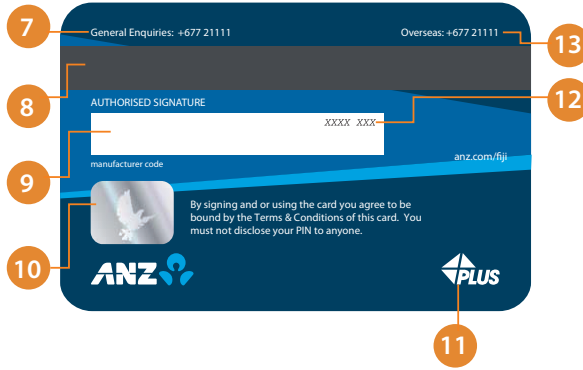 7
General Enquiries: +677 21111
Overseas: +677 21111
13
8
12
AUTHORISED SIGNATURE
XXXX XXX
9
manufacturer code
anz.com/fiji
10
By signing and or using the card you agree to be
bound by the Terms & Conditions of this card. You
must not disclose your PIN to anyone.
ANZ
PLUS
11